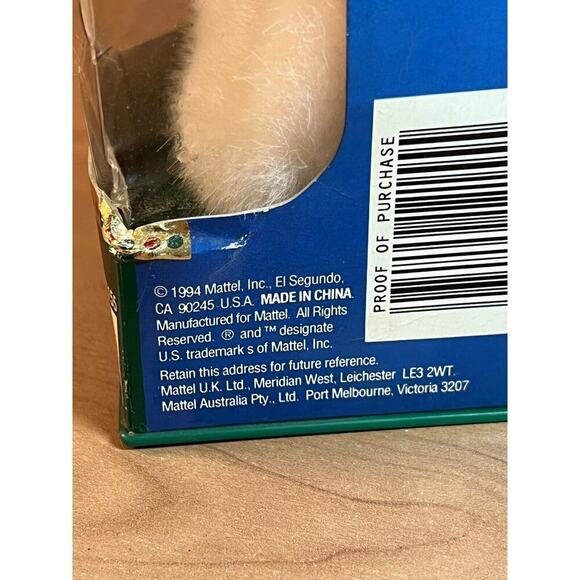 © 1994 Mattel, Inc., El Segundo,
CA 90245 U.S.A. MADE IN CHINA.
Manufactured for Mattel. All Rights
Reserved. ® and ™ designate
U.S. trademark s of Mattel, Inc.
Retain this address for future reference.
Mattel U.K. Ltd., Meridian West, Leichester LE3 2WT.
Mattel Australia Pty., Ltd. Port Melbourne, Victoria 3207
PROOF OF PURCHASE